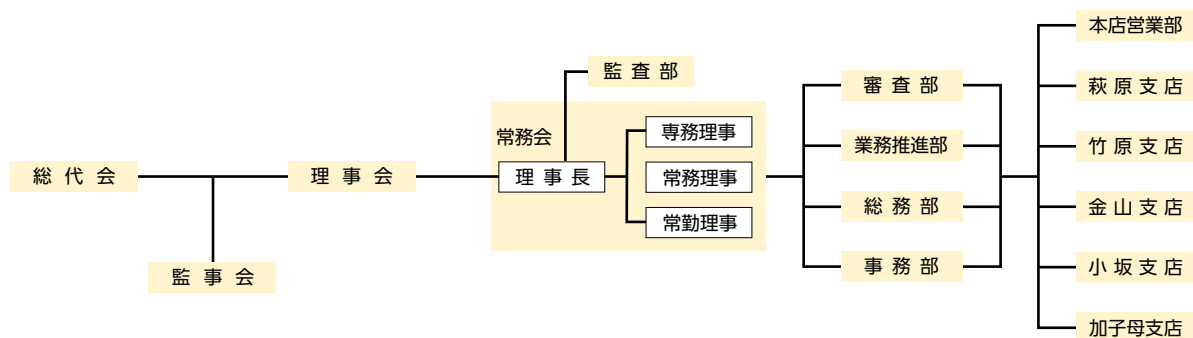 総代会
監事会
理事会
常務会
理事長
監査部
専務理事
常務理事
常勤理事
審査部
業務推進部
総務部
事務部
本店営業部
萩原支店
竹原支店
金山支店
小坂支店
加子母支店